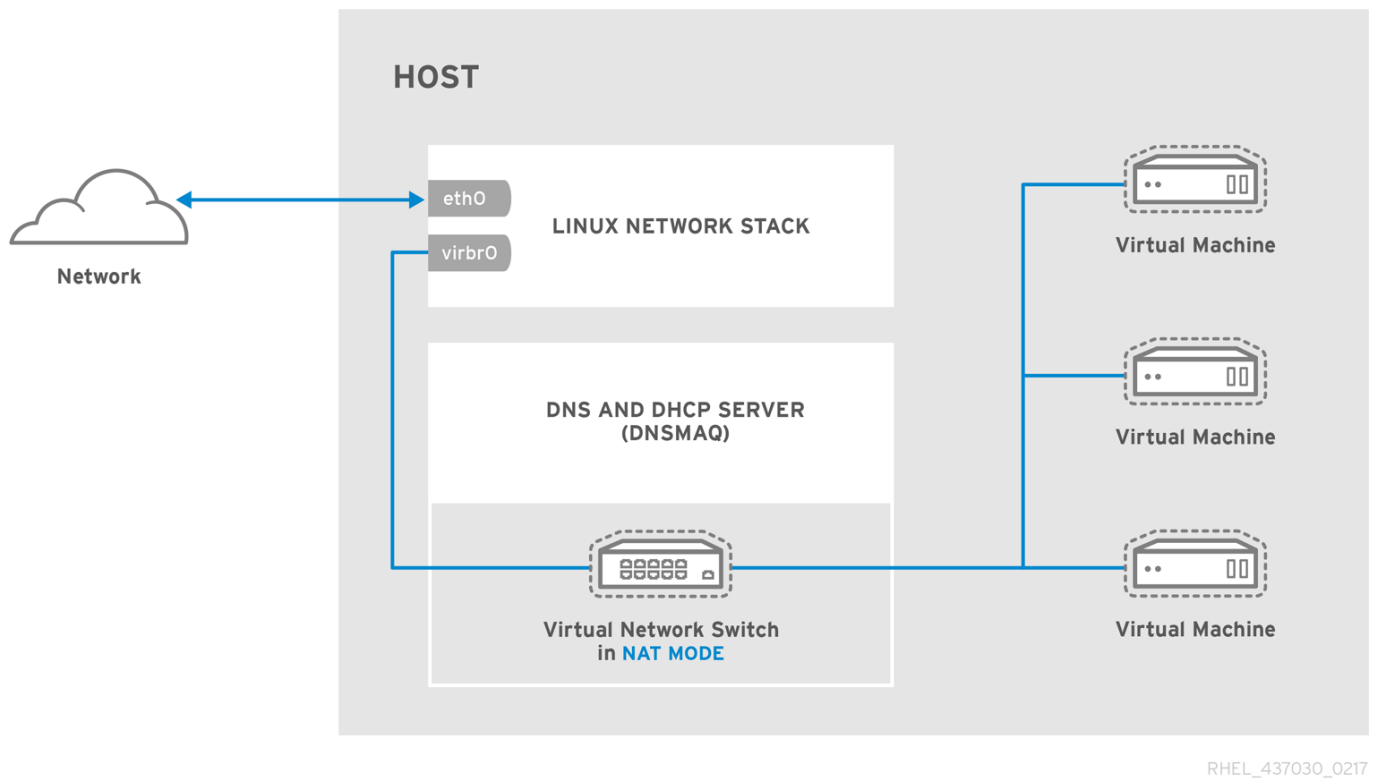 HOST
eth0
LINUX NETWORK STACK
virbr0
Network
Virtual Machine
DNS AND DHCP SERVER
(DNSMAQ)
Virtual Machine
Virtual Network Switch
in NAT MODE
Virtual Machine
RHEL_437030_0217